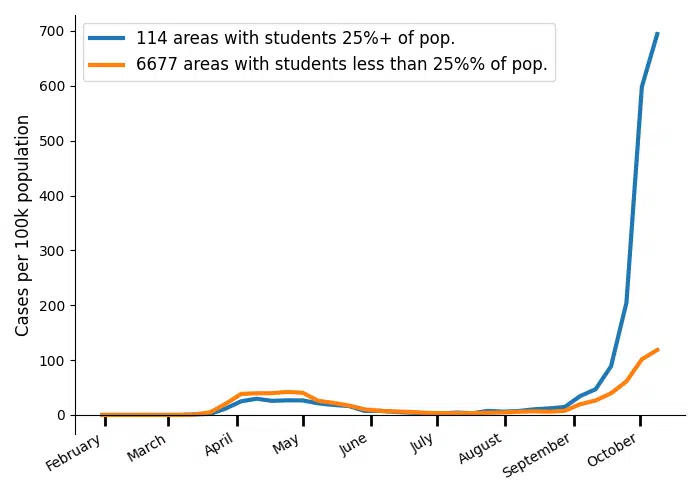 114 areas with students 25%+ of pop.
6677 areas with students less than 25%% of pop.
Cases per 100k population
700
600
500
400
300
200
100
0
February
March
April
May
June
July
August
September
October